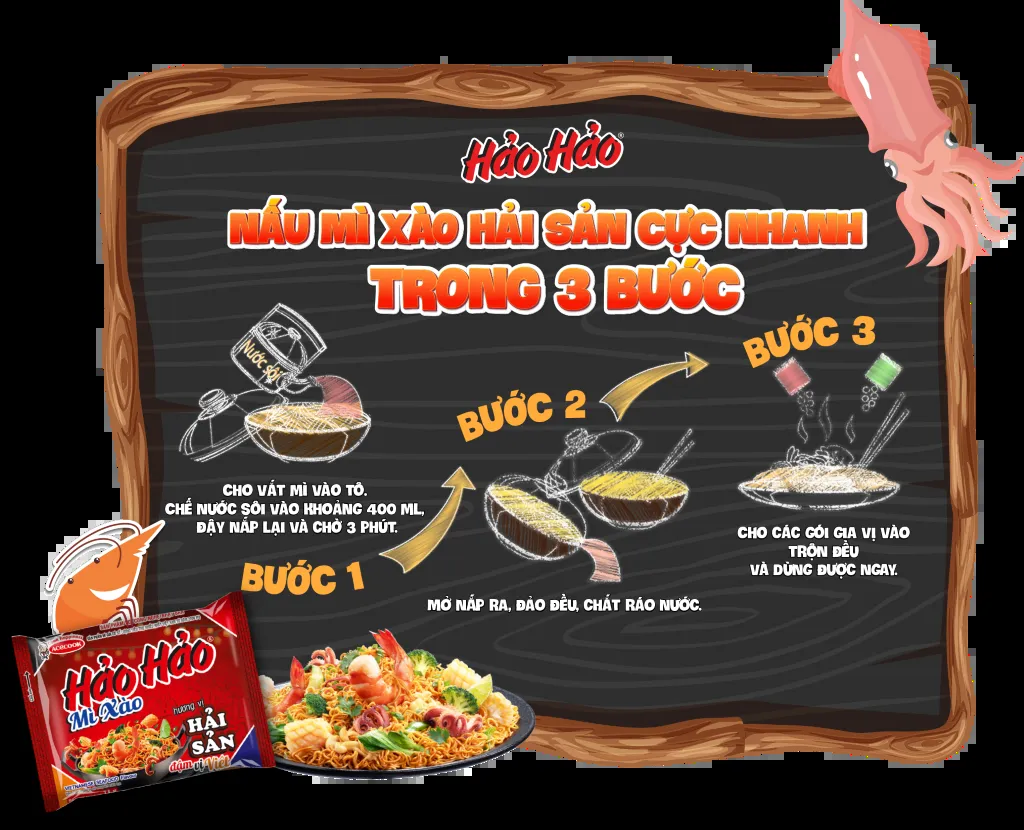 Hảo Hảo
NẤU MÌ XÀO HẢI SẢN CỰC NHANH
TRONG 3 BƯỚC
Nước sôi
CHO VẮT MÌ VÀO TÔ.
CHẾ NƯỚC SÔI VÀO KHOẢNG 400 ML,
ĐẬY NẮP LẠI VÀ CHỜ 3 PHÚT.
BƯỚC 1
BƯỚC 2
MỞ NẮP RA, ĐẢO ĐỀU, CHẮT RÁO NƯỚC.
BƯỚC 3
CHO CÁC GÓI GIA VỊ VÀO
TRỘN ĐỀU
VÀ DÙNG ĐƯỢC NGAY.
ACECOOK
Hảo Hảo
Mì Xào
hương vị
HẢI
SẢN
đậm vị Việt